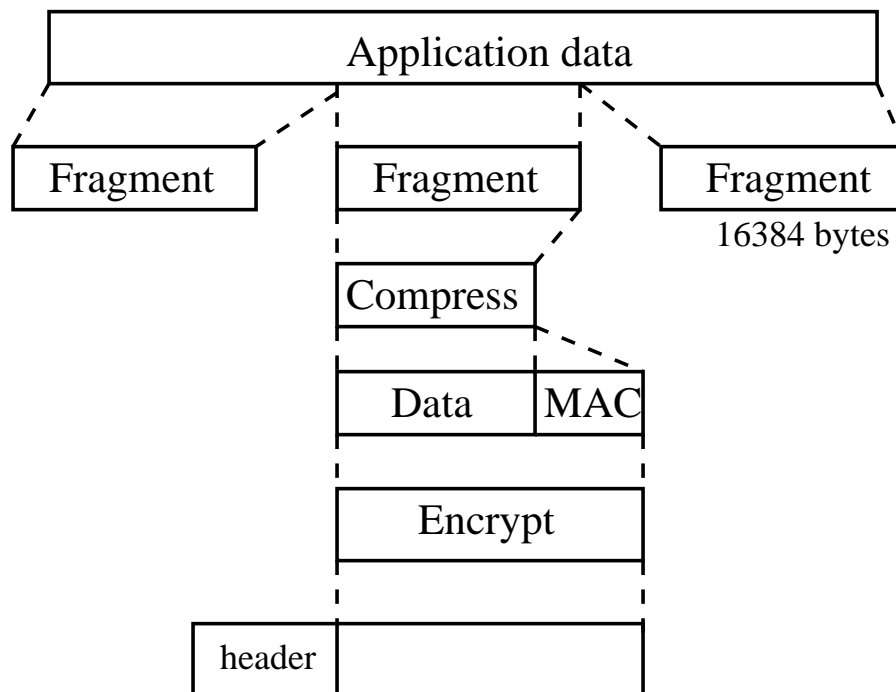 Application data
Fragment Fragment Fragment
16384 bytes
Compress
Data MAC
Encrypt
header